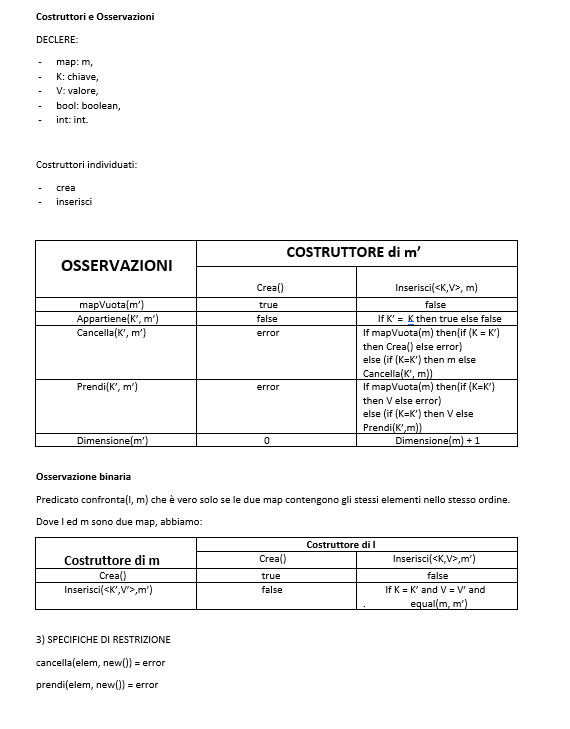 Costruttori e Osservazioni
DECLERE:
- map: m,
- K: chiave,
- V: valore,
- bool: boolean,
- int: int.
Costruttori individuati:
- crea
- inserisci
OSSERVAZIONI
COSTRUTTORE di m’
Crea()
Inserisci(<K,V>, m)
mapVuota(m’)
true
false
Appartiene(K’, m’)
false
If K’ = K then true else false
Cancella(K’, m’)
error
If mapVuota(m) then(if (K = K’)
then Crea() else error)
else (if (K=K’) then m else
Cancella(K’, m))
Prendi(K’, m’)
error
If mapVuota(m) then(if (K=K’)
then V else error)
else (if (K=K’) then V else
Prendi(K’,m))
Dimensione(m’)
0
Dimensione(m) + 1
Osservazione binaria
Predicato confronta(l, m) che è vero solo se le due map contengono gli stessi elementi nello stesso ordine.
Dove l ed m sono due map, abbiamo:
Costruttore di m
Costruttore di l
Crea()
Inserisci(<K,V>,m’)
Crea()
true
false
Inserisci(<K’,V’>,m’)
false
If K = K’ and V = V’ and
. equal(m, m’)
3) SPECIFICHE DI RESTRIZIONE
cancella(elem, new()) = error
prendi(elem, new()) = error